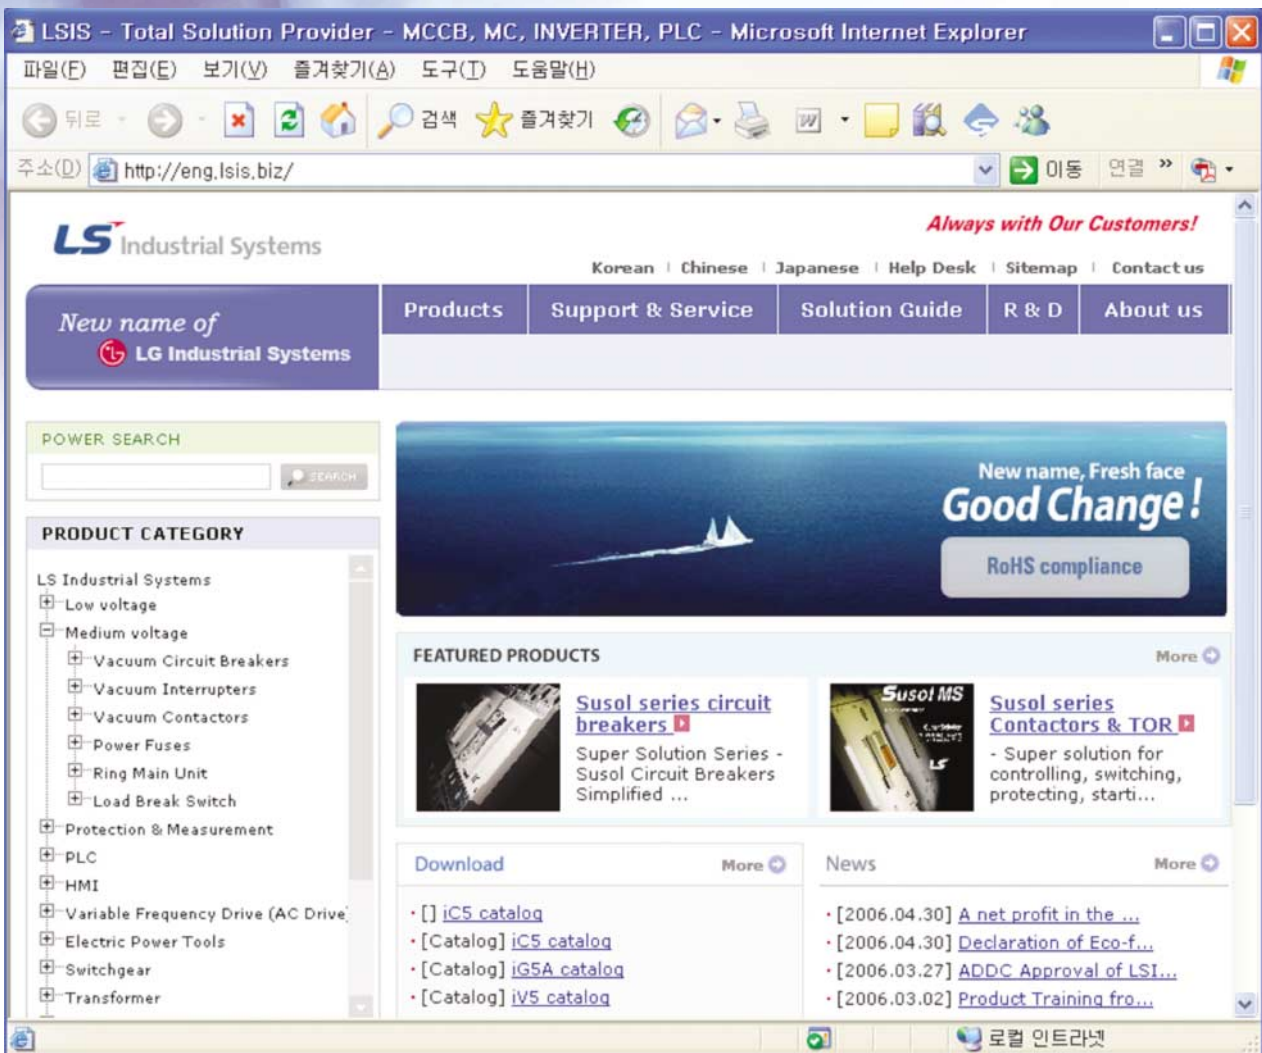 LSIS - Total Solution Provider - MCCB, MC, INVERTER, PLC - Microsoft Internet Explorer
파일(F) 편집(E) 보기(V) 즐겨찾기(A) 도구(T) 도움말(H)
뒤로 검색 즐겨찾기
주소(D) http://eng.lsis.biz/ 이동 연결 »
LS Industrial Systems
Always with Our Customers!
Korean | Chinese | Japanese | Help Desk | Sitemap | Contact us
New name of
LG Industrial Systems
Products Support & Service Solution Guide R & D About us
POWER SEARCH
SEARCH
PRODUCT CATEGORY
LS Industrial Systems
Low voltage
Medium voltage
Vacuum Circuit Breakers
Vacuum Interrupters
Vacuum Contactors
Power Fuses
Ring Main Unit
Load Break Switch
Protection & Measurement
PLC
HMI
Variable Frequency Drive (AC Drive)
Electric Power Tools
Switchgear
Transformer
New name, Fresh face
Good Change!
RoHS compliance
FEATURED PRODUCTS More
Susol series circuit
breakers
Super Solution Series -
Susol Circuit Breakers
Simplified ...
Susol MS
LS
Susol series
Contactors & TOR
- Super solution for
controlling, switching,
protecting, starti...
Download More
· [] iC5 catalog
· [Catalog] iC5 catalog
· [Catalog] iG5A catalog
· [Catalog] iV5 catalog
News More
· [2006.04.30] A net profit in the ...
· [2006.04.30] Declaration of Eco-f...
· [2006.03.27] ADDC Approval of LSI...
· [2006.03.02] Product Training fro...
로컬 인트라넷